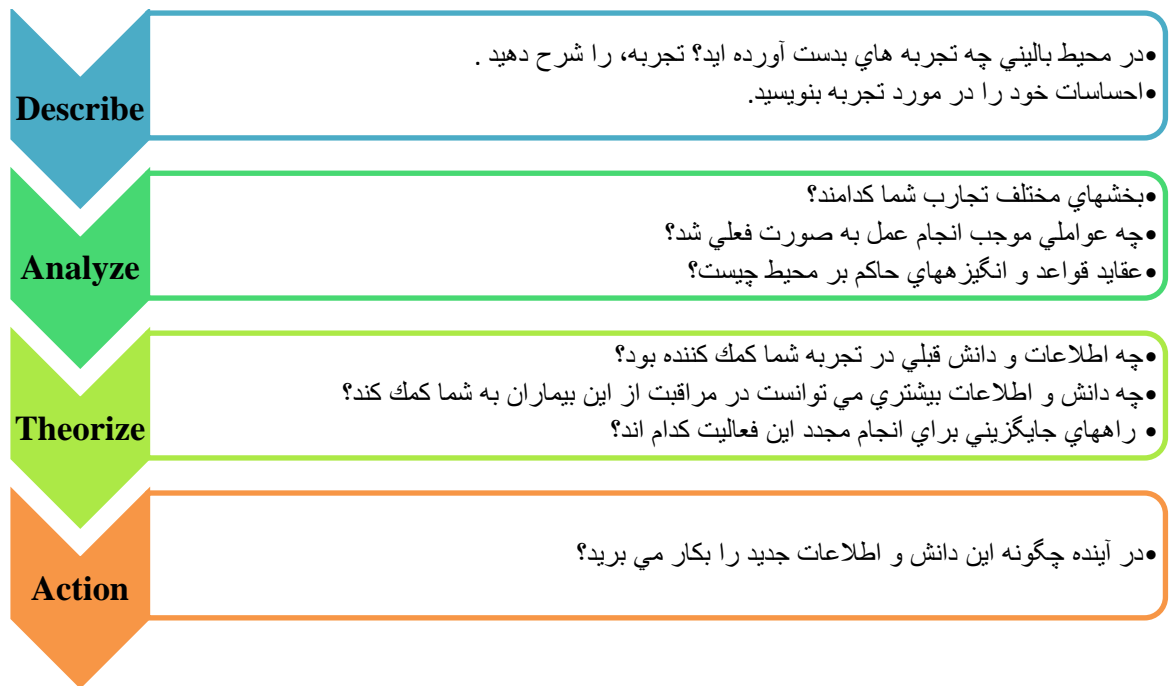 Describe
•در محيط باليني چه تجربه هاي بدست آورده ايد؟ تجربه، را شرح دهيد .
•احساسات خود را در مورد تجربه بنويسيد.
Analyze
•بخشهاي مختلف تجارب شما كدامند؟
•چه عواملي موجب انجام عمل به صورت فعلي شد؟
•عقايد قواعد و انگيزههاي حاكم بر محيط چيست؟
Theorize
•چه اطلاعات و دانش قبلي در تجربه شما كمك كننده بود؟
•چه دانش و اطلاعات بيشتري مي توانست در مراقبت از اين بيماران به شما كمك كند؟
• راههاي جايگزيني براي انجام مجدد اين فعاليت كدام اند؟
Action
•در آينده چگونه اين دانش و اطلاعات جديد را بكار مي بريد؟